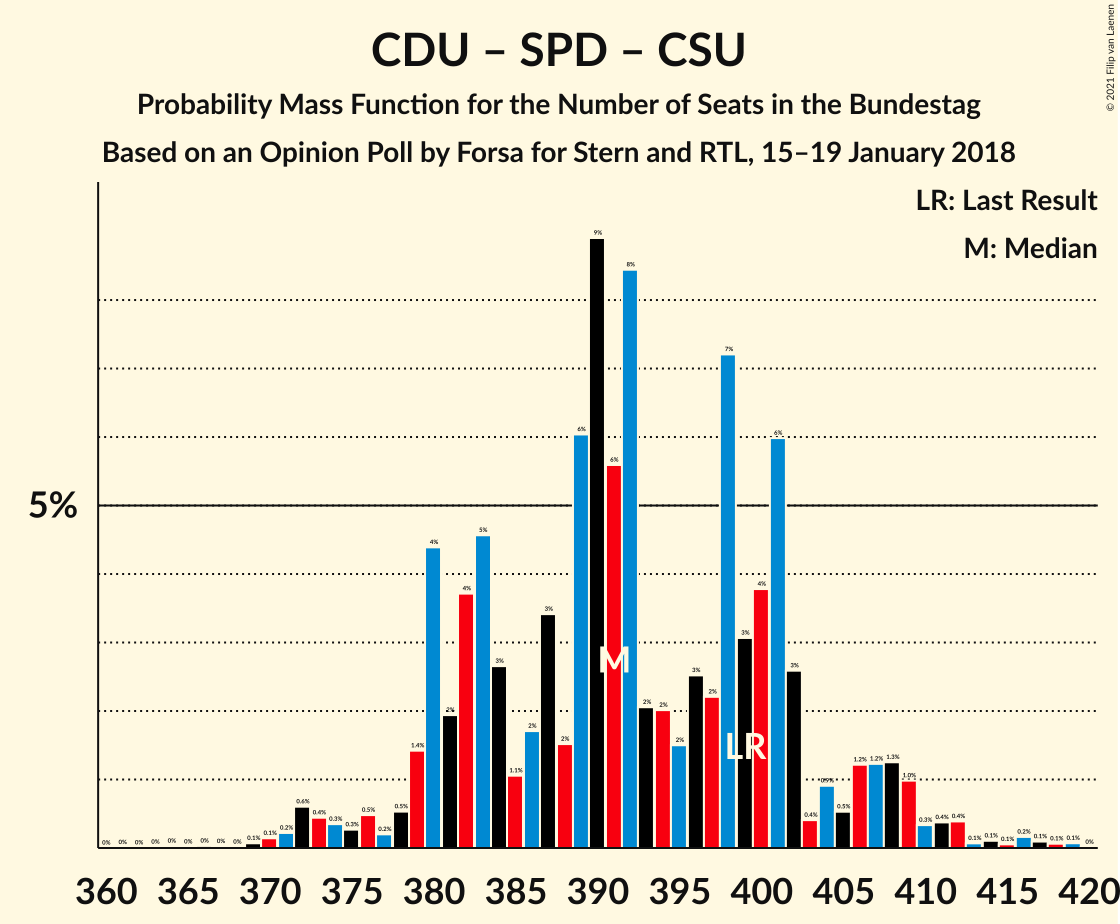 CDU – SPD – CSU
Probability Mass Function for the Number of Seats in the Bundestag
Based on an Opinion Poll by Forsa for Stern and RTL, 15–19 January 2018
© 2021 Filip van Laenen
LR: Last Result
M: Median
5%
0% 0% 0% 0% 0% 0% 0% 0% 0% 0.1% 0.1% 0.2% 0.6% 0.4% 0.3% 0.3% 0.5% 0.2% 0.5% 1.4% 4% 2% 4% 5% 3% 1.1% 2% 3% 2% 6% 9% 6% 8% 2% 2% 2% 3% 2% 7% 3% 4% 6% 3% 0.4% 0.9% 0.5% 1.2% 1.2% 1.3% 1.0% 0.3% 0.4% 0.4% 0.1% 0.1% 0.1% 0.2% 0.1% 0.1% 0.1% 0%
M
LR
360 365 370 375 380 385 390 395 400 405 410 415 420